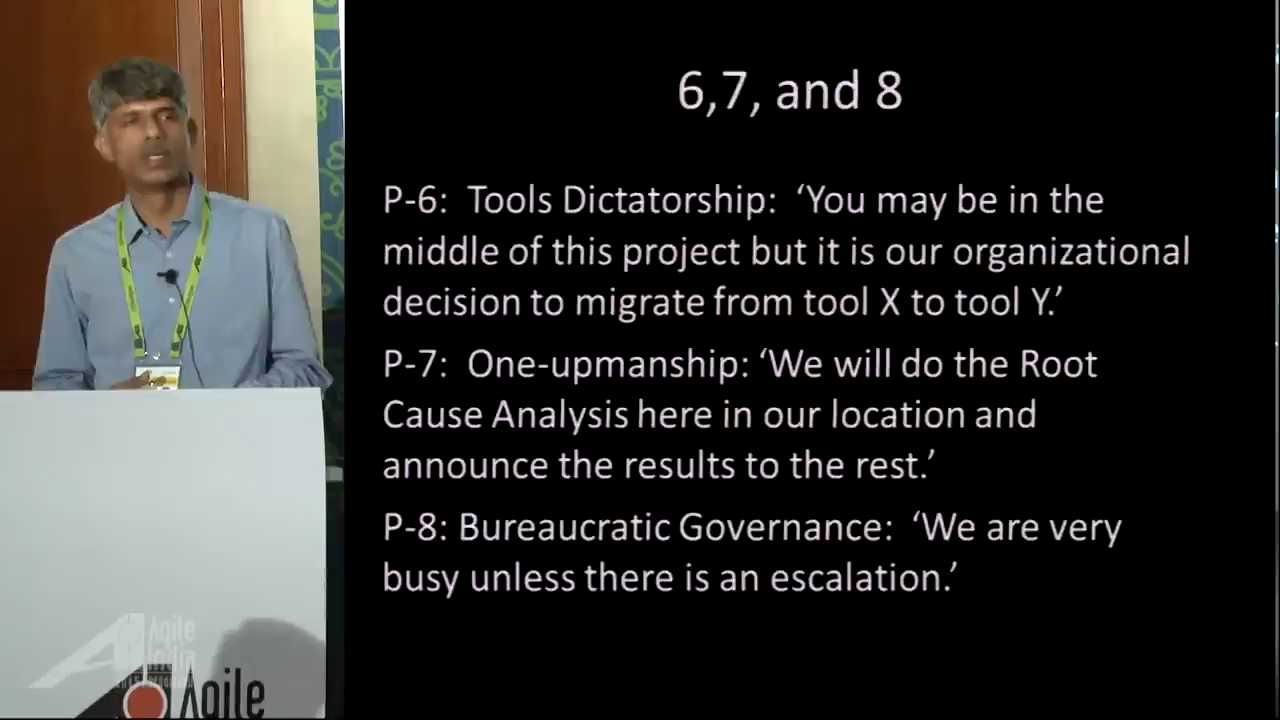 6,7, and 8
P-6: Tools Dictatorship: ‘You may be in the
middle of this project but it is our organizational
decision to migrate from tool X to tool Y.’
P-7: One-upmanship: ‘We will do the Root
Cause Analysis here in our location and
announce the results to the rest.’
P-8: Bureaucratic Governance: ‘We are very
busy unless there is an escalation.’
Agile
India
Agile